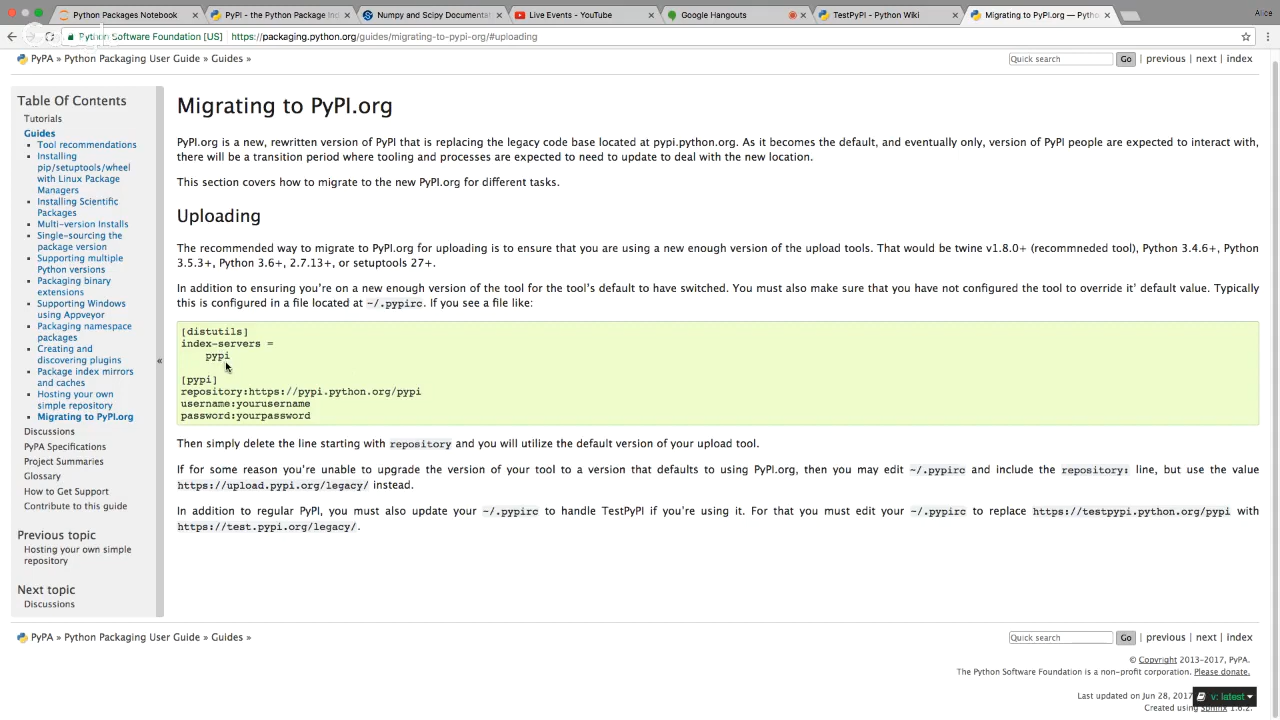 Python Packages Notebook
PyPI - the Python Package Ind
Numpy and Scipy Documentat
Live Events - YouTube
Google Hangouts
TestPyPI - Python Wiki
Migrating to PyPI.org — Pytho
Alice
Python Software Foundation [US]
https://packaging.python.org/guides/migrating-to-pypi-org/#uploading
PyPA » Python Packaging User Guide » Guides »
Quick search Go | previous | next | index
Table Of Contents
Tutorials
Guides
Tool recommendations
Installing
pip/setuptools/wheel
with Linux Package
Managers
Installing Scientific
Packages
Multi-version Installs
Single-sourcing the
package version
Supporting multiple
Python versions
Packaging binary
extensions
Supporting Windows
using Appveyor
Packaging namespace
packages
Creating and
discovering plugins
Package index mirrors
and caches
Hosting your own
simple repository
Migrating to PyPI.org
Discussions
PyPA Specifications
Project Summaries
Glossary
How to Get Support
Contribute to this guide
Previous topic
Hosting your own simple
repository
Next topic
Discussions
«
Migrating to PyPI.org
PyPI.org is a new, rewritten version of PyPI that is replacing the legacy code base located at pypi.python.org. As it becomes the default, and eventually only, version of PyPI people are expected to interact with,
there will be a transition period where tooling and processes are expected to need to update to deal with the new location.
This section covers how to migrate to the new PyPI.org for different tasks.
Uploading
The recommended way to migrate to PyPI.org for uploading is to ensure that you are using a new enough version of the upload tools. That would be twine v1.8.0+ (recommneded tool), Python 3.4.6+, Python
3.5.3+, Python 3.6+, 2.7.13+, or setuptools 27+.
In addition to ensuring you're on a new enough version of the tool for the tool's default to have switched. You must also make sure that you have not configured the tool to override it' default value. Typically
this is configured in a file located at ~/.pypirc. If you see a file like:
[distutils]
index-servers =
pypi
[pypi]
repository:https://pypi.python.org/pypi
username:yourusername
password:yourpassword
Then simply delete the line starting with repository and you will utilize the default version of your upload tool.
If for some reason you're unable to upgrade the version of your tool to a version that defaults to using PyPI.org, then you may edit ~/.pypirc and include the repository: line, but use the value
https://upload.pypi.org/legacy/ instead.
In addition to regular PyPI, you must also update your ~/.pypirc to handle TestPyPI if you're using it. For that you must edit your ~/.pypirc to replace https://testpypi.python.org/pypi with
https://test.pypi.org/legacy/.
PyPA » Python Packaging User Guide » Guides »
Quick search Go | previous | next | index
© Copyright 2013-2017, PyPA.
The Python Software Foundation is a non-profit corporation. Please donate.
Last updated on Jun 28, 2017
v: latest
Created using Sphinx 1.6.2.